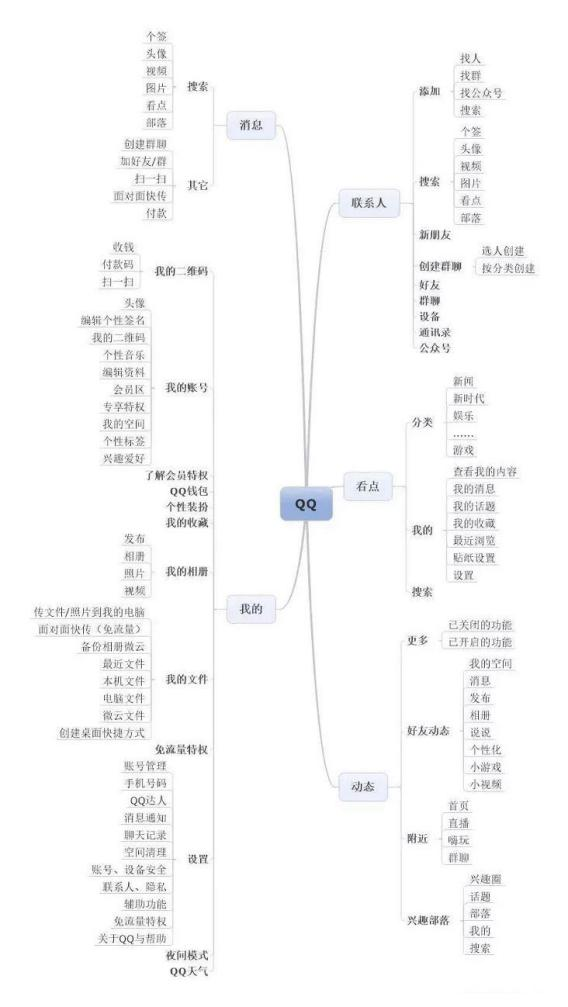 QQ
消息
搜索
个签
头像
视频
图片
看点
部落
其它
创建群聊
加好友/群
扫一扫
面对面快传
付款
我的
我的二维码
收钱
付款码
扫一扫
我的账号
头像
编辑个性签名
我的二维码
个性音乐
编辑资料
会员区
专享特权
我的空间
个性标签
兴趣爱好
了解会员特权
QQ钱包
个性装扮
我的收藏
我的相册
发布
相册
照片
视频
我的文件
传文件/照片到我的电脑
面对面快传（免流量）
备份相册微云
最近文件
本机文件
电脑文件
微云文件
创建桌面快捷方式
免流量特权
设置
账号管理
手机号码
QQ达人
消息通知
聊天记录
空间清理
账号、设备安全
联系人、隐私
辅助功能
免流量特权
关于QQ与帮助
夜间模式
QQ天气
联系人
添加
找人
找群
找公众号
搜索
搜索
个签
头像
视频
图片
看点
部落
新朋友
创建群聊
选人创建
按分类创建
好友
群聊
设备
通讯录
公众号
看点
分类
新闻
新时代
娱乐
……
游戏
我的
查看我的内容
我的消息
我的话题
我的收藏
最近浏览
贴纸设置
设置
搜索
动态
更多
已关闭的功能
已开启的功能
好友动态
我的空间
消息
发布
相册
说说
个性化
小游戏
小视频
附近
首页
直播
嗨玩
群聊
兴趣部落
兴趣圈
话题
部落
我的
搜索